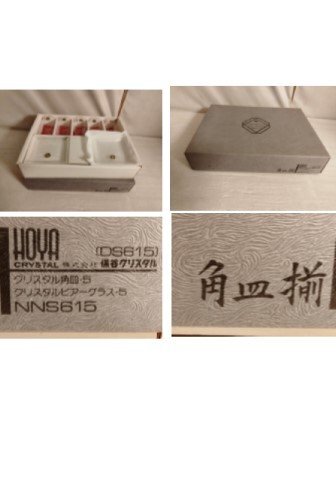 HOYA
CRYSTAL 株式会社 保谷クリスタル
(DS615)
クリスタル角皿・5
クリスタルビアーグラス・5
NNS615
角皿揃